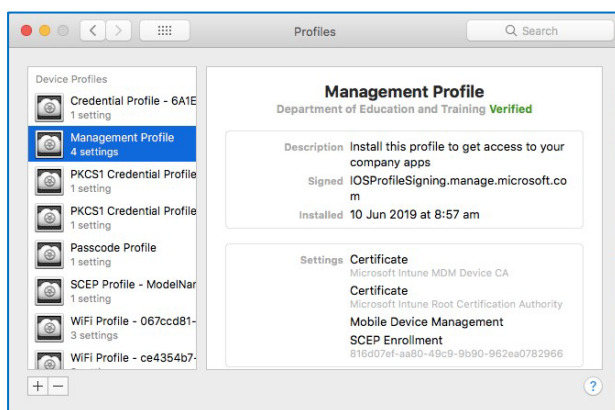 Profiles
Search
Device Profiles
Credential Profile - 6A1E
1 setting
Management Profile
4 settings
PKCS1 Credential Profile
1 setting
PKCS1 Credential Profile
1 setting
Passcode Profile
1 setting
SCEP Profile - ModelNar
1 setting
WiFi Profile - 067ccd81-
3 settings
WiFi Profile - ce4354b7-
Management Profile
Department of Education and Training Verified
Description Install this profile to get access to your
company apps
Signed IOSProfileSigning.manage.microsoft.co
m
Installed 10 Jun 2019 at 8:57 am
Settings Certificate
Microsoft Intune MDM Device CA
Certificate
Microsoft Intune Root Certification Authority
Mobile Device Management
SCEP Enrollment
816d07ef-aa80-49c9-9b90-962ea0782966
+ −
?